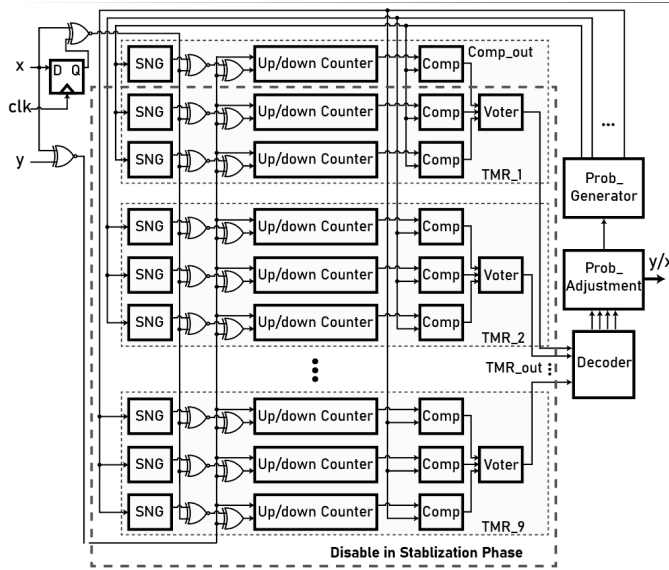 x
D Q
clk
y
SNG
Up/down Counter
Comp
Comp_out
SNG
Up/down Counter
Comp
Voter
SNG
Up/down Counter
Comp
TMR_1
SNG
Up/down Counter
Comp
SNG
Up/down Counter
Comp
Voter
SNG
Up/down Counter
Comp
TMR_2
SNG
Up/down Counter
Comp
SNG
Up/down Counter
Comp
Voter
SNG
Up/down Counter
Comp
TMR_9
TMR_out
...
Prob_
Generator
Prob_
Adjustment
y/x
Decoder
Disable in Stablization Phase